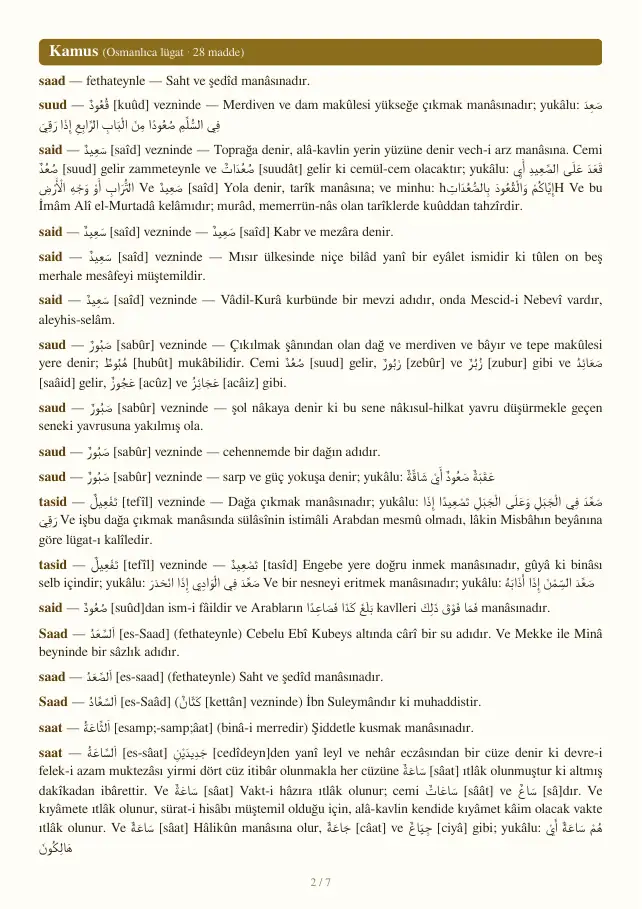 Kamus (Osmanlıca lügat · 28 madde)
saad — fethateynle — Saht ve şedîd manâsınadır.
suud — قُعُودٌ [kuûd] vezninde — Merdiven ve dam makûlesi yükseğe çıkmak manâsınadır; yukâlu: صَعِدَ
فِي السُّلَّمِ صُعُودًا مِنَ الْبَابِ الرَّابِعِ إِذَا رَقِيَ
said — سَعِيدٌ [saîd] vezninde — Toprağa denir, alâ-kavlin yerin yüzüne denir vech-i arz manâsına. Cemi
صُعُدٌ [suud] gelir zammeteynle ve صُعُدَاتٌ [suudât] gelir ki cemül-cem olacaktır; yukâlu: قَعَدَ عَلَى الصَّعِيدِ أَيِ
التُّرَابِ أَوْ وَجْهِ الْأَرْضِ Ve صَعِيدٌ [saîd] Yola denir, tarîk manâsına; ve minhu: hإِيَّاكُمْ وَالْقُعُودَ بِالصُّعُدَاتِH Ve bu
İmâm Alî el-Murtadâ kelâmıdır; murâd, memerrün-nâs olan tarîklerde kuûddan tahzîrdir.
said — سَعِيدٌ [saîd] vezninde — صَعِيدٌ [saîd] Kabr ve mezâra denir.
said — سَعِيدٌ [saîd] vezninde — Mısır ülkesinde niçe bilâd yanî bir eyâlet ismidir ki tûlen on beş
merhale mesâfeyi müştemildir.
said — سَعِيدٌ [saîd] vezninde — Vâdil-Kurâ kurbünde bir mevzi adıdır, onda Mescid-i Nebevî vardır,
aleyhis-selâm.
saud — صَبُورٌ [sabûr] vezninde — Çıkılmak şânından olan dağ ve merdiven ve bâyır ve tepe makûlesi
yere denir; هُبُوطٌ [hubût] mukâbilidir. Cemi صُعُدٌ [suud] gelir, زَبُورٌ [zebûr] ve زُبُرٌ [zubur] gibi ve صَعَائِدُ
[saâid] gelir, عَجُوزٌ [acûz] ve عَجَائِزُ [acâiz] gibi.
saud — صَبُورٌ [sabûr] vezninde — şol nâkaya denir ki bu sene nâkısul-hilkat yavru düşürmekle geçen
seneki yavrusuna yakılmış ola.
saud — صَبُورٌ [sabûr] vezninde — cehennemde bir dağın adıdır.
saud — صَبُورٌ [sabûr] vezninde — sarp ve güç yokuşa denir; yukâlu: عَقَبَةٌ صَعُودٌ أَيْ شَاقَّةٌ
tasid — تَفْعِيلٌ [tefîl] vezninde — Dağa çıkmak manâsınadır; yukâlu: صَعَّدَ فِي الْجَبَلِ وَعَلَى الْجَبَلِ تَصْعِيدًا إِذَا
رَقِيَ Ve işbu dağa çıkmak manâsında sülâsînin istimâli Arabdan mesmû olmadı, lâkin Misbâhın beyânına
göre lügat-ı kalîledir.
tasid — تَفْعِيلٌ [tefîl] vezninde — تَصْعِيدٌ [tasîd] Engebe yere doğru inmek manâsınadır, gûyâ ki binâsı
selb içindir; yukâlu: صَعَّدَ فِي الْوَادِي إِذَا انْحَدَرَ Ve bir nesneyi eritmek manâsınadır; yukâlu: صَعَّدَ السَّمْنَ إِذَا أَذَابَهُ
said — صُعُودٌ [suûd]dan ism-i fâildir ve Arabların بَلَغَ كَذَا فَصَاعِدًا kavlleri فَمَا فَوْقَ ذَلِكَ manâsınadır.
Saad — اَلسَّعَدُ [es-Saad] (fethateynle) Cebelu Ebî Kubeys altında cârî bir su adıdır. Ve Mekke ile Minâ
beyninde bir sâzlık adıdır.
saad — اَلصَّعَدُ [es-saad] (fethateynle) Saht ve şedîd manâsınadır.
Saad — اَلسَّعَّادُ [es-Saâd] (كَتَّانٌ [kettân] vezninde) İbn Suleymândır ki muhaddistir.
saat — اَلثَّاعَةُ [esamp;-samp;âat] (binâ-i merredir) Şiddetle kusmak manâsınadır.
saat — اَلسَّاعَةُ [es-sâat] جَدِيدَيْنِ [cedîdeyn]den yanî leyl ve nehâr eczâsından bir cüze denir ki devre-i
felek-i azam muktezâsı yirmi dört cüz itibâr olunmakla her cüzüne سَاعَةٌ [sâat] ıtlâk olunmuştur ki altmış
dakîkadan ibârettir. Ve سَاعَةٌ [sâat] Vakt-i hâzıra ıtlâk olunur; cemi سَاعَاتٌ [sâât] ve سَاعٌ [sâ]dır. Ve
kıyâmete ıtlâk olunur, sürat-i hisâbı müştemil olduğu için, alâ-kavlin kendide kıyâmet kâim olacak vakte
ıtlâk olunur. Ve سَاعَةٌ [sâat] Hâlikûn manâsına olur, جَاعَةٌ [câat] ve جِيَاعٌ [ciyâ] gibi; yukâlu: هُمْ سَاعَةٌ أَيْ
هَالِكُونَ
2 / 7